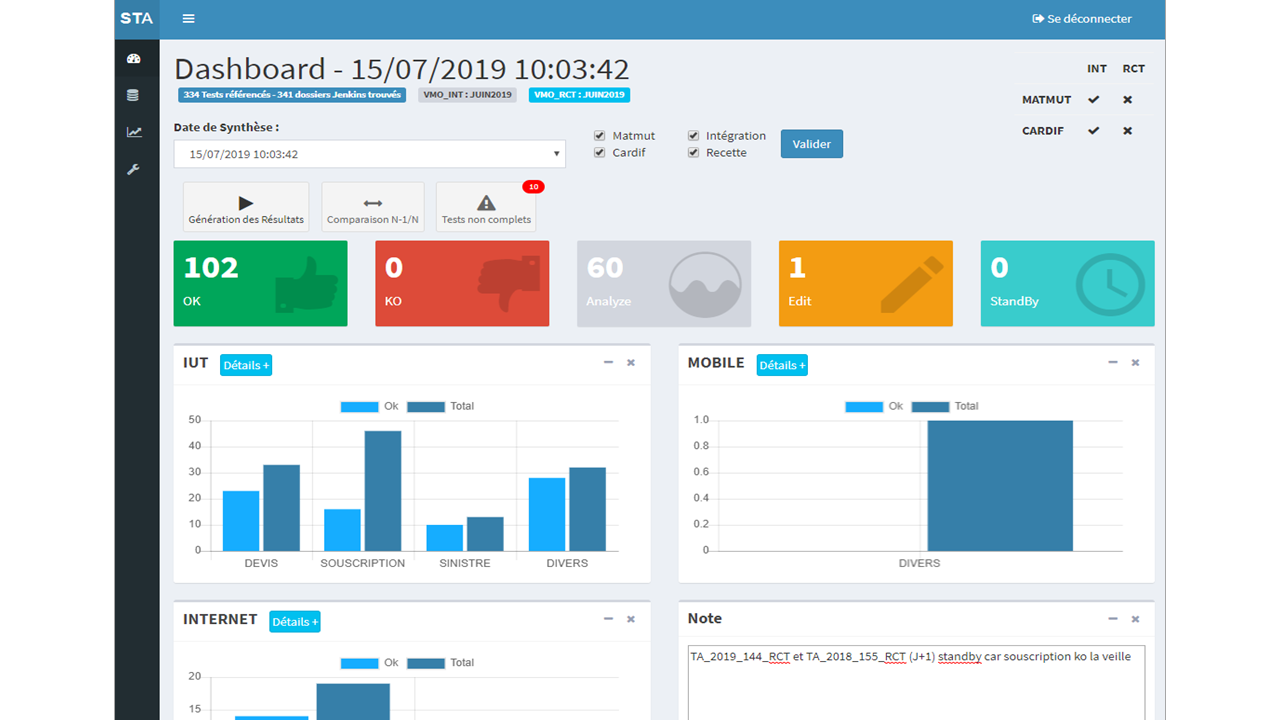 STA
Se déconnecter
Dashboard - 15/07/2019 10:03:42
334 Tests référencés - 341 dossiers Jenkins trouvés
VMO_INT : JUIN2019
VMO_RCT : JUIN2019
INT RCT
MATMUT
CARDIF
Date de Synthèse :
15/07/2019 10:03:42
Matmut
Intégration
Cardif
Recette
Valider
10
Génération des Résultats
Comparaison N-1/N
Tests non complets
102
OK
0
KO
60
Analyze
1
Edit
0
StandBy
IUT
Détails +
Ok Total
50
40
30
20
10
0
DEVIS SOUSCRIPTION SINISTRE DIVERS
MOBILE
Détails +
Ok Total
1.0
0.8
0.6
0.4
0.2
0
DIVERS
INTERNET
Détails +
Ok Total
20
15
Note
TA_2019_144_RCT et TA_2018_155_RCT (J+1) standby car souscription ko la veille